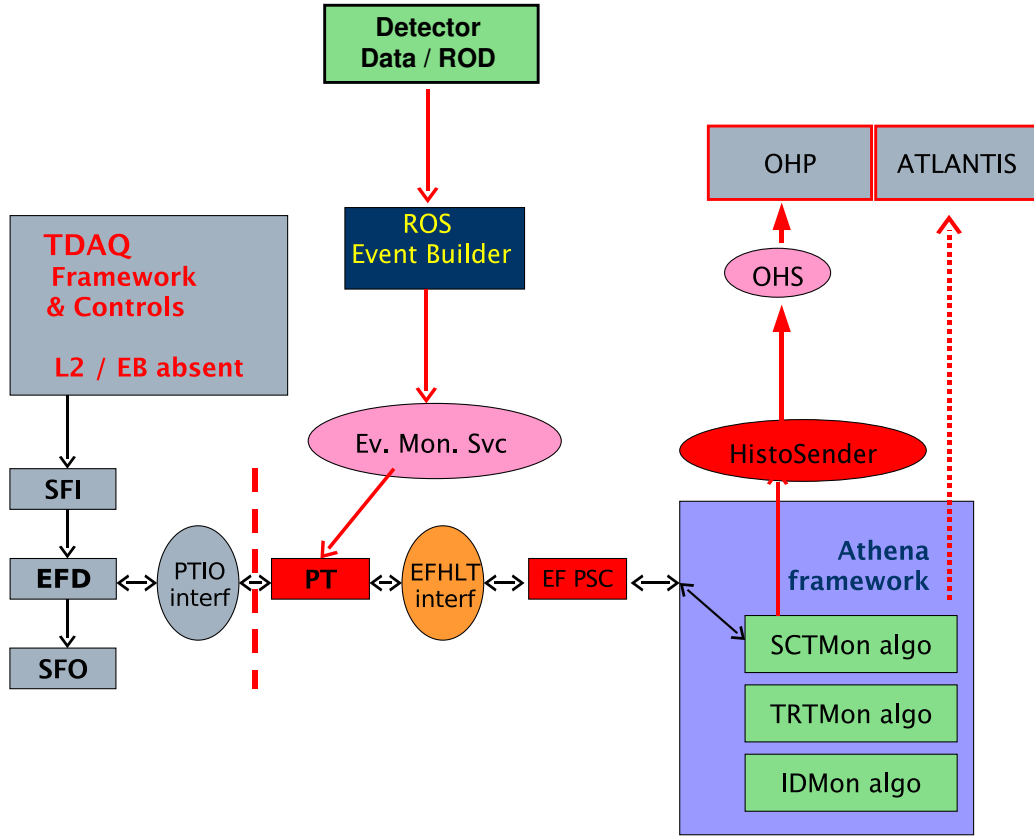 Detector
Data / ROD
OHP
ATLANTIS
ROS
Event Builder
TDAQ
Framework
& Controls
L2 / EB absent
OHS
Ev. Mon. Svc
HistoSender
SFI
EFD
PTIO
interf
PT
EFHLT
interf
EF PSC
Athena
framework
SFO
SCTMon algo
TRTMon algo
IDMon algo